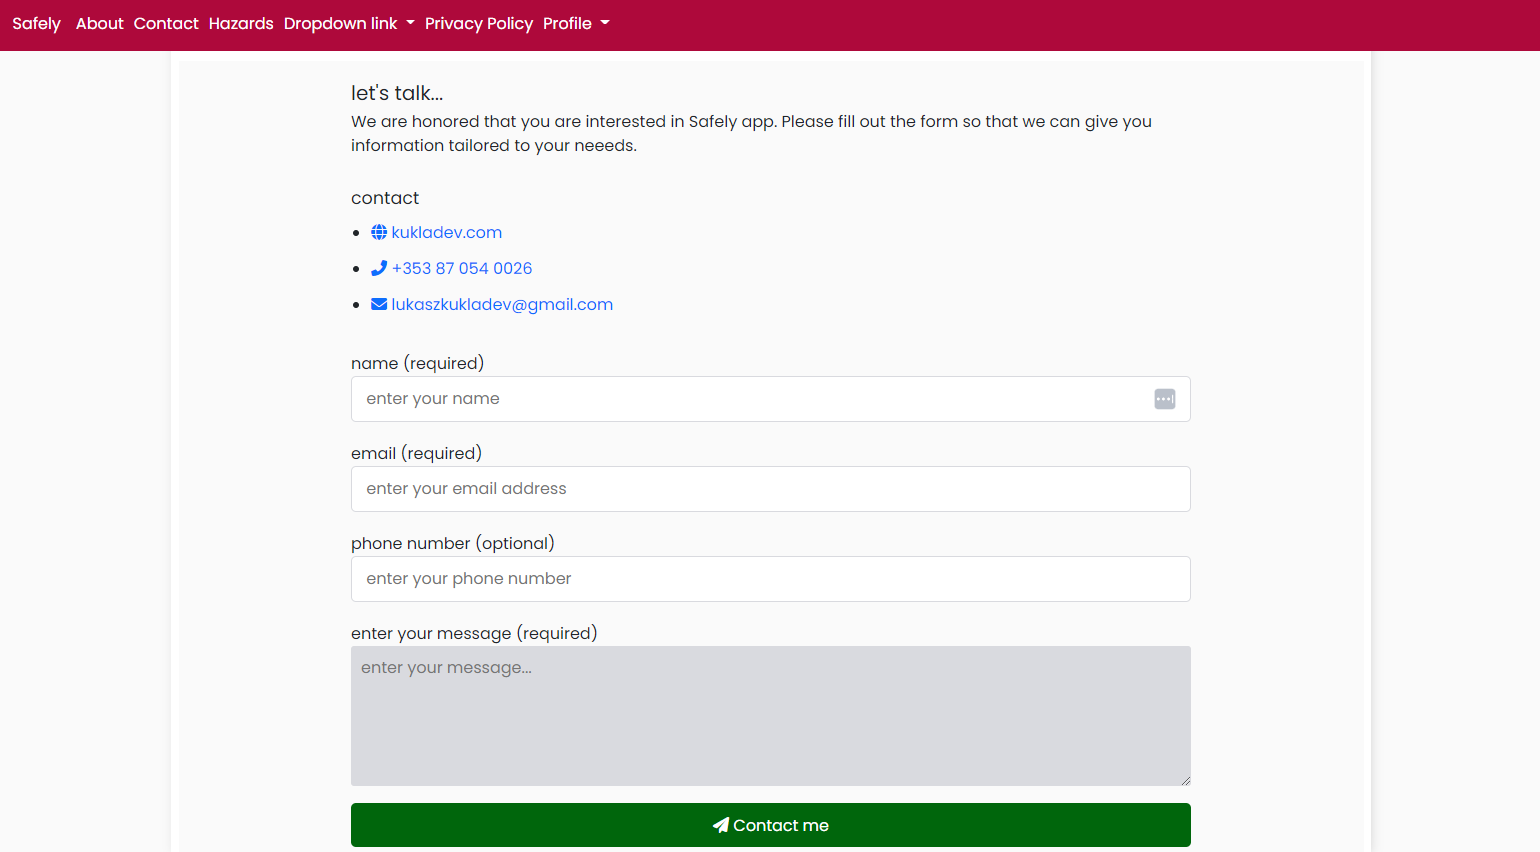 Safely About Contact Hazards Dropdown link Privacy Policy Profile
let's talk...
We are honored that you are interested in Safely app. Please fill out the form so that we can give you
information tailored to your neeeds.
contact
kukladev.com
+353 87 054 0026
lukaszkukladev@gmail.com
name (required)
enter your name
email (required)
enter your email address
phone number (optional)
enter your phone number
enter your message (required)
enter your message...
Contact me